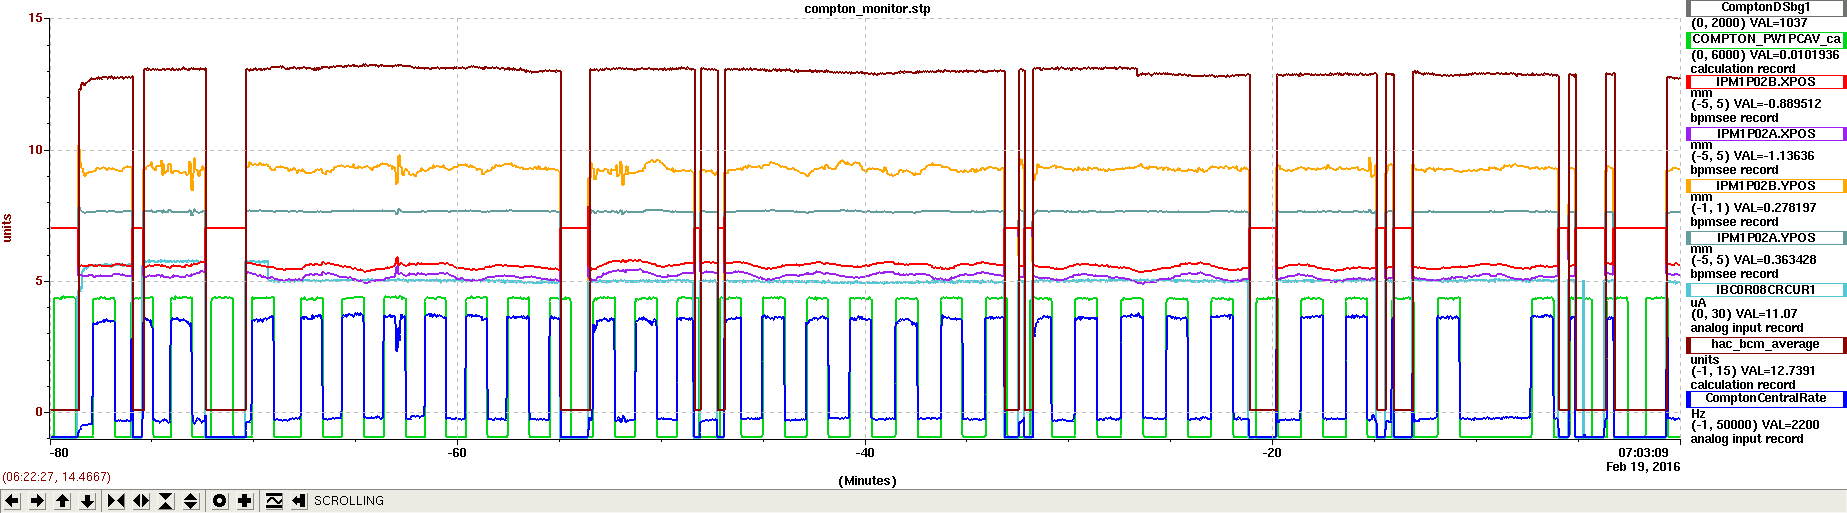 compton_monitor.stp
15
10
5
0
units
-80
-60
-40
-20
07:03:09
Feb 19, 2016
(Minutes)
(06:22:27, 14.4667)
SCROLLING
ComptonDSbg1
(0, 2000) VAL=1037
COMPTON_PW1PCAV_ca
(0, 6000) VAL=0.0101936
calculation record
IPM1P02B.XPOS
mm
(-5, 5) VAL=-0.889512
bpmsee record
IPM1P02A.XPOS
mm
(-5, 5) VAL=-1.13636
bpmsee record
IPM1P02B.YPOS
mm
(-1, 1) VAL=0.278197
bpmsee record
IPM1P02A.YPOS
mm
(-5, 5) VAL=0.363428
bpmsee record
IBC0R08CRCUR1
uA
(0, 30) VAL=11.07
analog input record
hac_bcm_average
units
(-1, 15) VAL=12.7391
calculation record
ComptonCentralRate
Hz
(-1, 50000) VAL=2200
analog input record